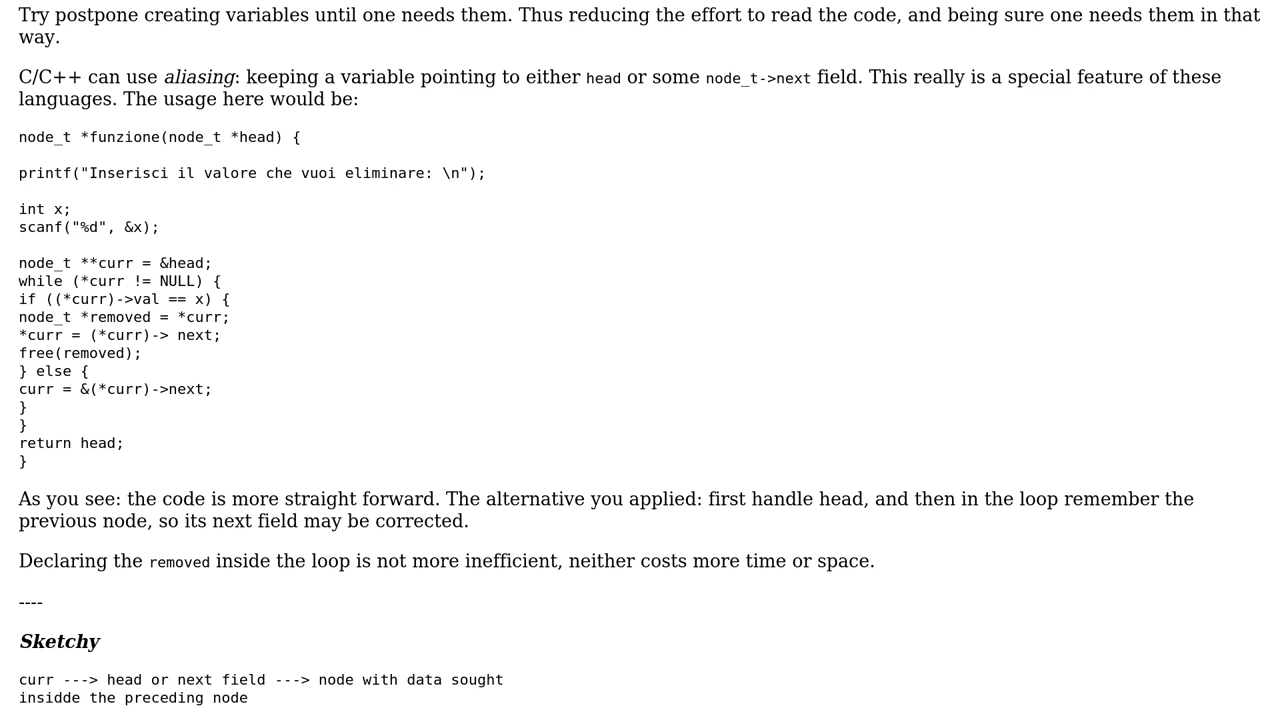 Try postpone creating variables until one needs them. Thus reducing the effort to read the code, and being sure one needs them in that
way.
C/C++ can use aliasing: keeping a variable pointing to either head or some node_t->next field. This really is a special feature of these
languages. The usage here would be:
node_t *funzione(node_t *head) {
printf("Inserisci il valore che vuoi eliminare: \n");
int x;
scanf("%d", &x);
node_t **curr = &head;
while (*curr != NULL) {
if ((*curr)->val == x) {
node_t *removed = *curr;
*curr = (*curr)-> next;
free(removed);
} else {
curr = &(*curr)->next;
}
}
return head;
}
As you see: the code is more straight forward. The alternative you applied: first handle head, and then in the loop remember the
previous node, so its next field may be corrected.
Declaring the removed inside the loop is not more inefficient, neither costs more time or space.
----
Sketchy
curr ---> head or next field ---> node with data sought
insidde the preceding node